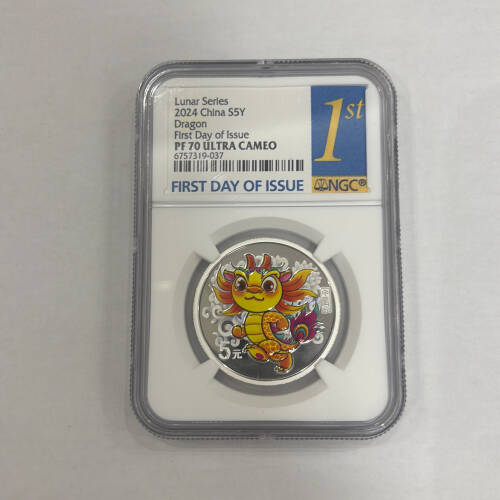 Lunar Series
2024 China S5Y
Dragon
First Day of Issue
PF 70 ULTRA CAMEO
6757319-037
FIRST DAY OF ISSUE
1st
NGC®
5元